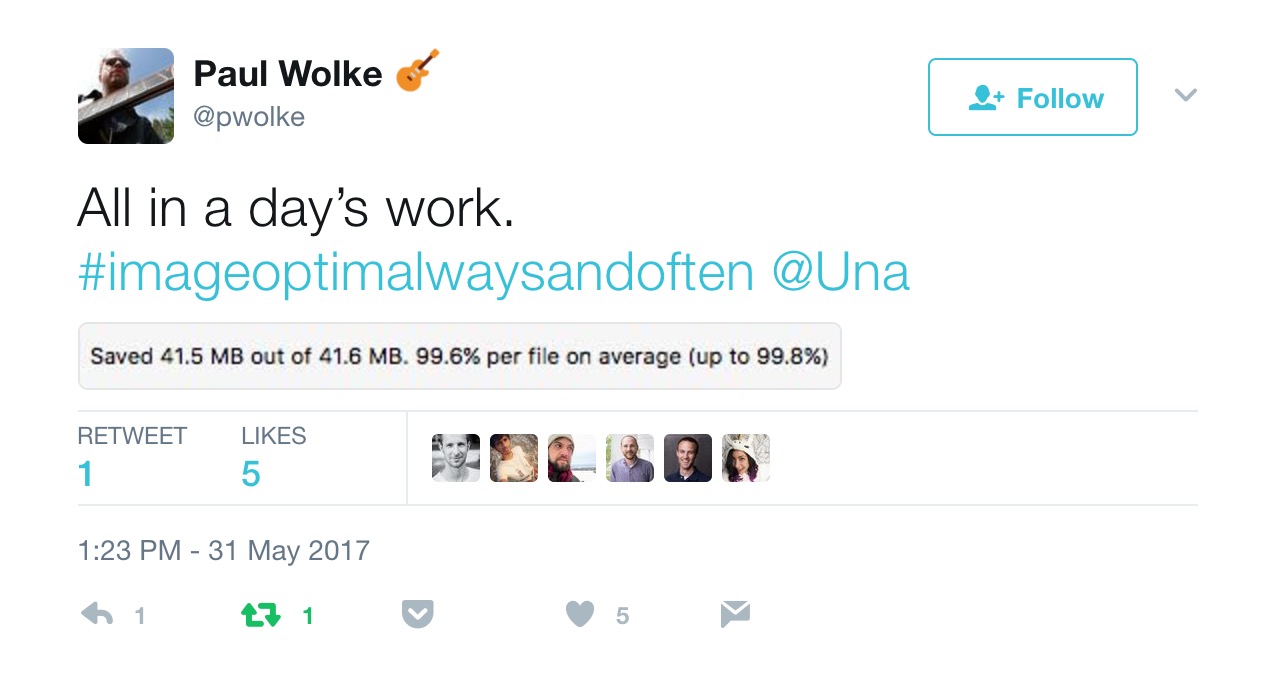 Paul Wolke 🎸
@pwolke
Follow
All in a day’s work.
#imageoptimalwaysandoften @Una
Saved 41.5 MB out of 41.6 MB. 99.6% per file on average (up to 99.8%)
RETWEET LIKES
1 5
1:23 PM - 31 May 2017
1 1 5